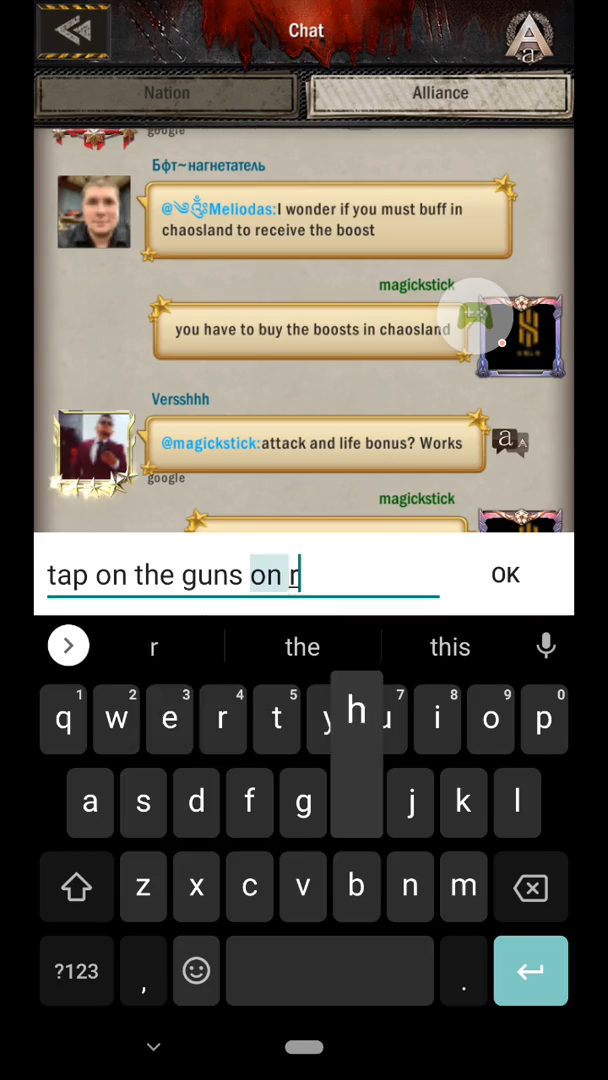 Chat
Nation
Alliance
google
Бфт~нагнетатель
Meliodas:I wonder if you must buff in
chaosland to receive the boost
magickstick
you have to buy the boosts in chaosland
Versshhh
@magickstick:attack and life bonus? Works
google
magickstick
tap on the guns on r
OK
r the this
q 1 w 2 e 3 r 4 t 5 y u 7 i 8 o 9 p 0
h
a s d f g j k l
z x c v b n m
?123 , .